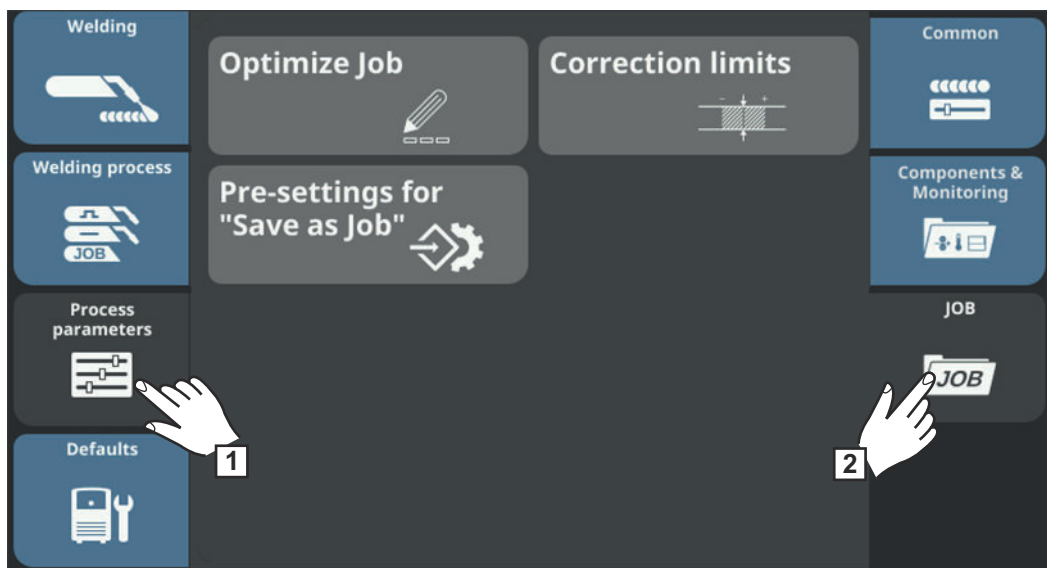 Welding
Welding process
JOB
Process
parameters
Defaults
Optimize Job
Correction limits
- +
Pre-settings for
"Save as Job"
Common
Components &
Monitoring
JOB
JOB
1
2